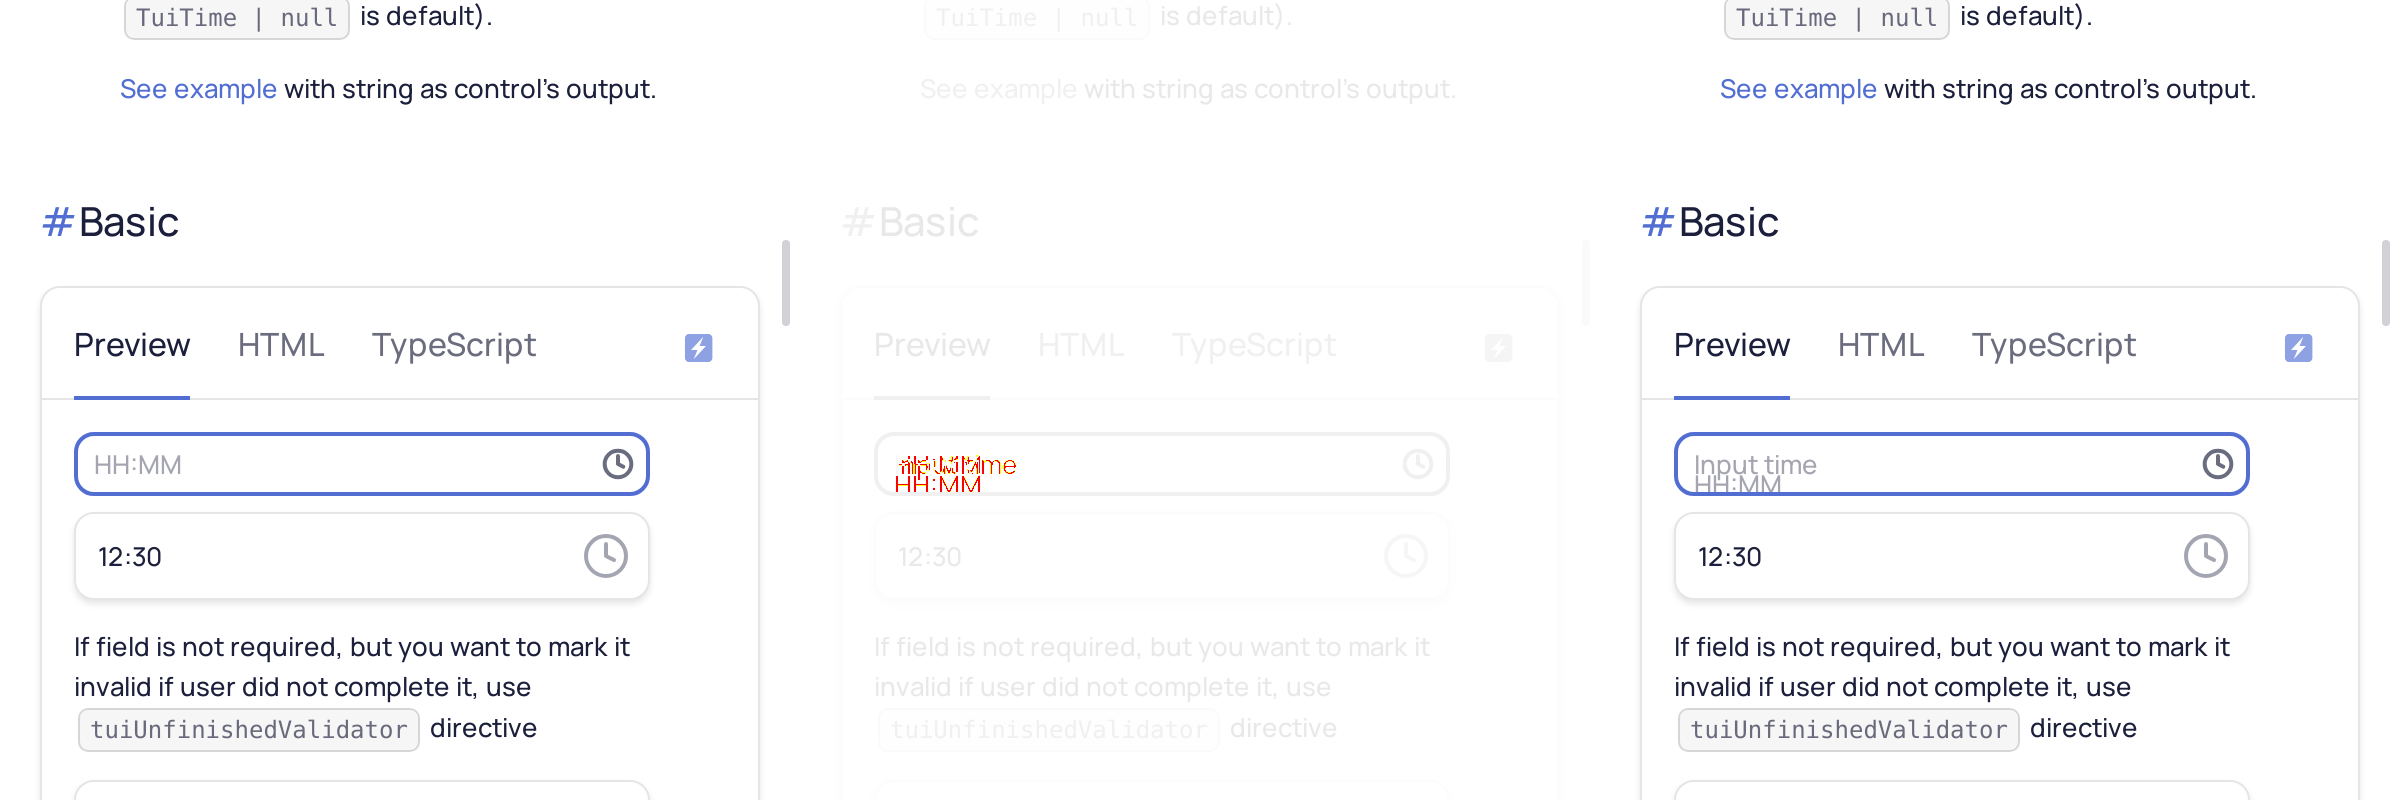 TuiTime | null is default).
See example with string as control's output.
#Basic
Preview HTML TypeScript
HH:MM
12:30
If field is not required, but you want to mark it
invalid if user did not complete it, use
tuiUnfinishedValidator directive
TuiTime | null is default).
See example with string as control's output.
#Basic
Preview HTML TypeScript
Input time
HH:MM
12:30
If field is not required, but you want to mark it
invalid if user did not complete it, use
tuiUnfinishedValidator directive
TuiTime | null is default).
See example with string as control's output.
#Basic
Preview HTML TypeScript
Input time
HH:MM
12:30
If field is not required, but you want to mark it
invalid if user did not complete it, use
tuiUnfinishedValidator directive